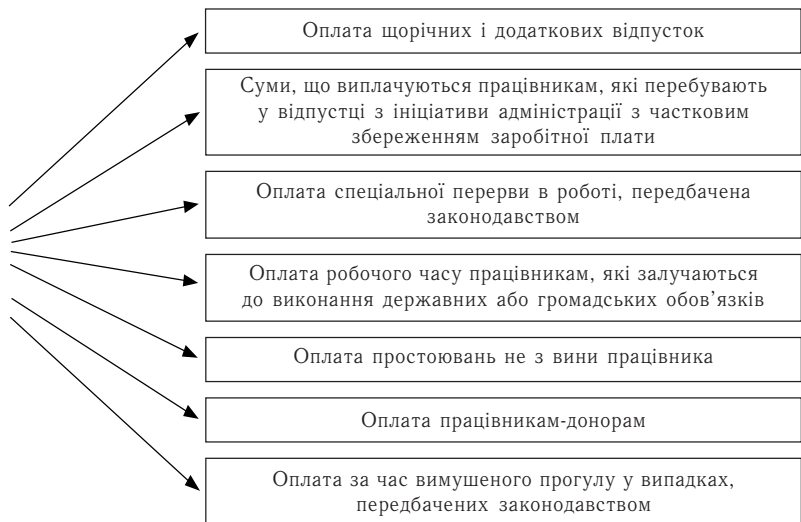 Оплата щорічних і додаткових відпусток
Суми, що виплачуються працівникам, які перебувають
у відпустці з ініціативи адміністрації з частковим
збереженням заробітної плати
Оплата спеціальної перерви в роботі, передбачена
законодавством
Оплата робочого часу працівникам, які залучаються
до виконання державних або громадських обов’язків
Оплата простоювань не з вини працівника
Оплата працівникам-донорам
Оплата за час вимушеного прогулу у випадках,
передбачених законодавством